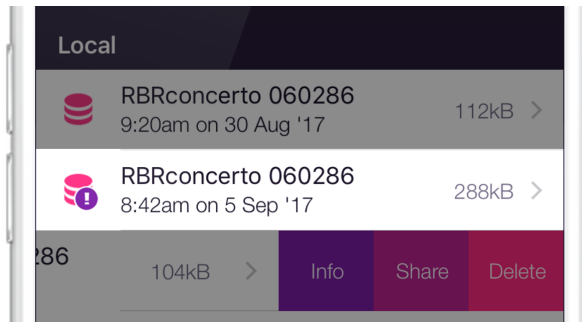 Local
RBRconcerto 060286
9:20am on 30 Aug '17
112kB
RBRconcerto 060286
8:42am on 5 Sep '17
288kB
286
104kB
Info
Share
Delete